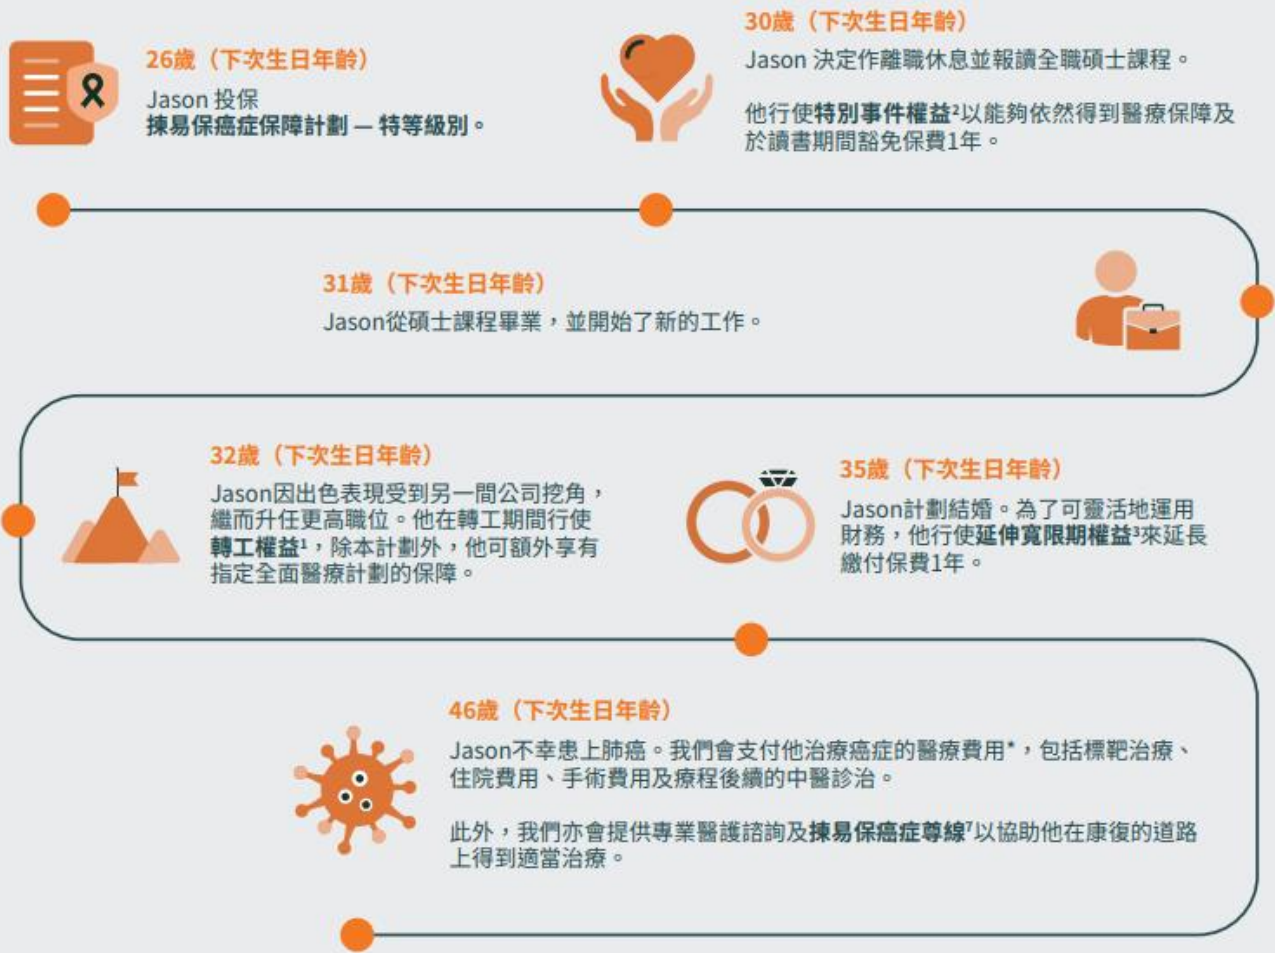 26歲（下次生日年齡）
Jason 投保
揀易保癌症保障計劃 — 特等級別。
30歲（下次生日年齡）
Jason 決定作離職休息並報讀全職碩士課程。
他行使特別事件權益²以能夠依然得到醫療保障及
於讀書期間豁免保費1年。
31歲（下次生日年齡）
Jason從碩士課程畢業，並開始了新的工作。
32歲（下次生日年齡）
Jason因出色表現受到另一間公司挖角，
繼而升任更高職位。他在轉工期間行使
轉工權益¹，除本計劃外，他可額外享有
指定全面醫療計劃的保障。
35歲（下次生日年齡）
Jason計劃結婚。為了可靈活地運用
財務，他行使延伸寬限期權益³來延長
繳付保費1年。
46歲（下次生日年齡）
Jason不幸患上肺癌。我們會支付他治療癌症的醫療費用*，包括標靶治療、
住院費用、手術費用及療程後續的中醫診治。
此外，我們亦會提供專業醫護諮詢及揀易保癌症尊線⁷以協助他在康復的道路
上得到適當治療。